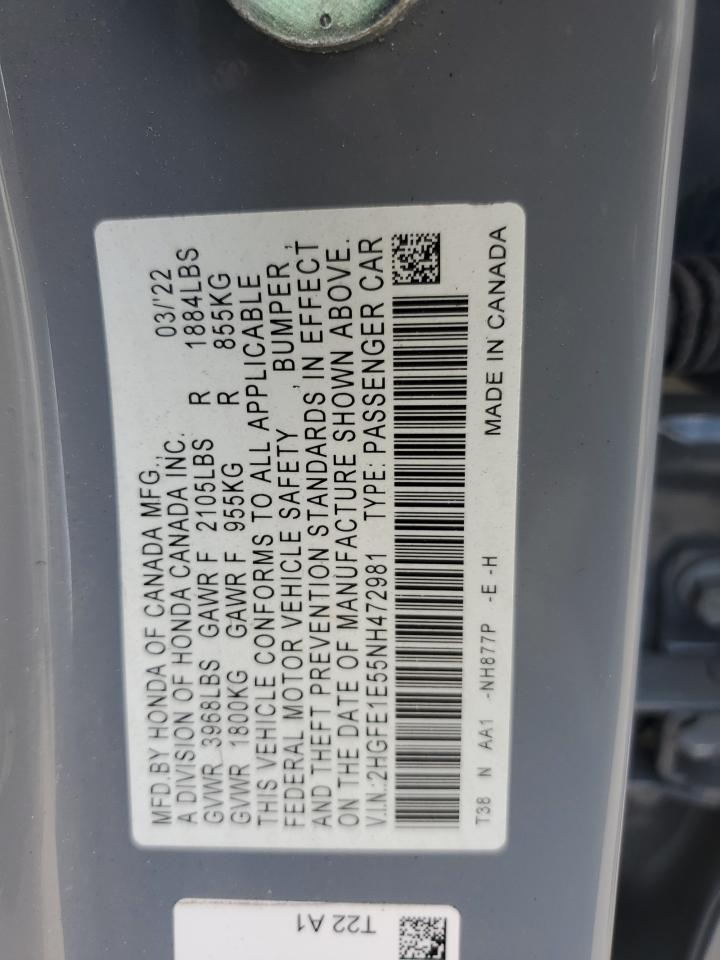 MFD.BY HONDA OF CANADA MFG., 03/'22
A DIVISION OF HONDA CANADA INC.
GVWR 3968LBS GAWR F 2105LBS R 1884LBS
GVWR 1800KG GAWR F 955KG R 855KG
THIS VEHICLE CONFORMS TO ALL APPLICABLE
FEDERAL MOTOR VEHICLE SAFETY, BUMPER,
AND THEFT PREVENTION STANDARDS IN EFFECT
ON THE DATE OF MANUFACTURE SHOWN ABOVE.
V.I.N.:2HGFE1E55NH472981 TYPE: PASSENGER CAR
T38 N AA1 -NH877P -E -H MADE IN CANADA
T22 A1